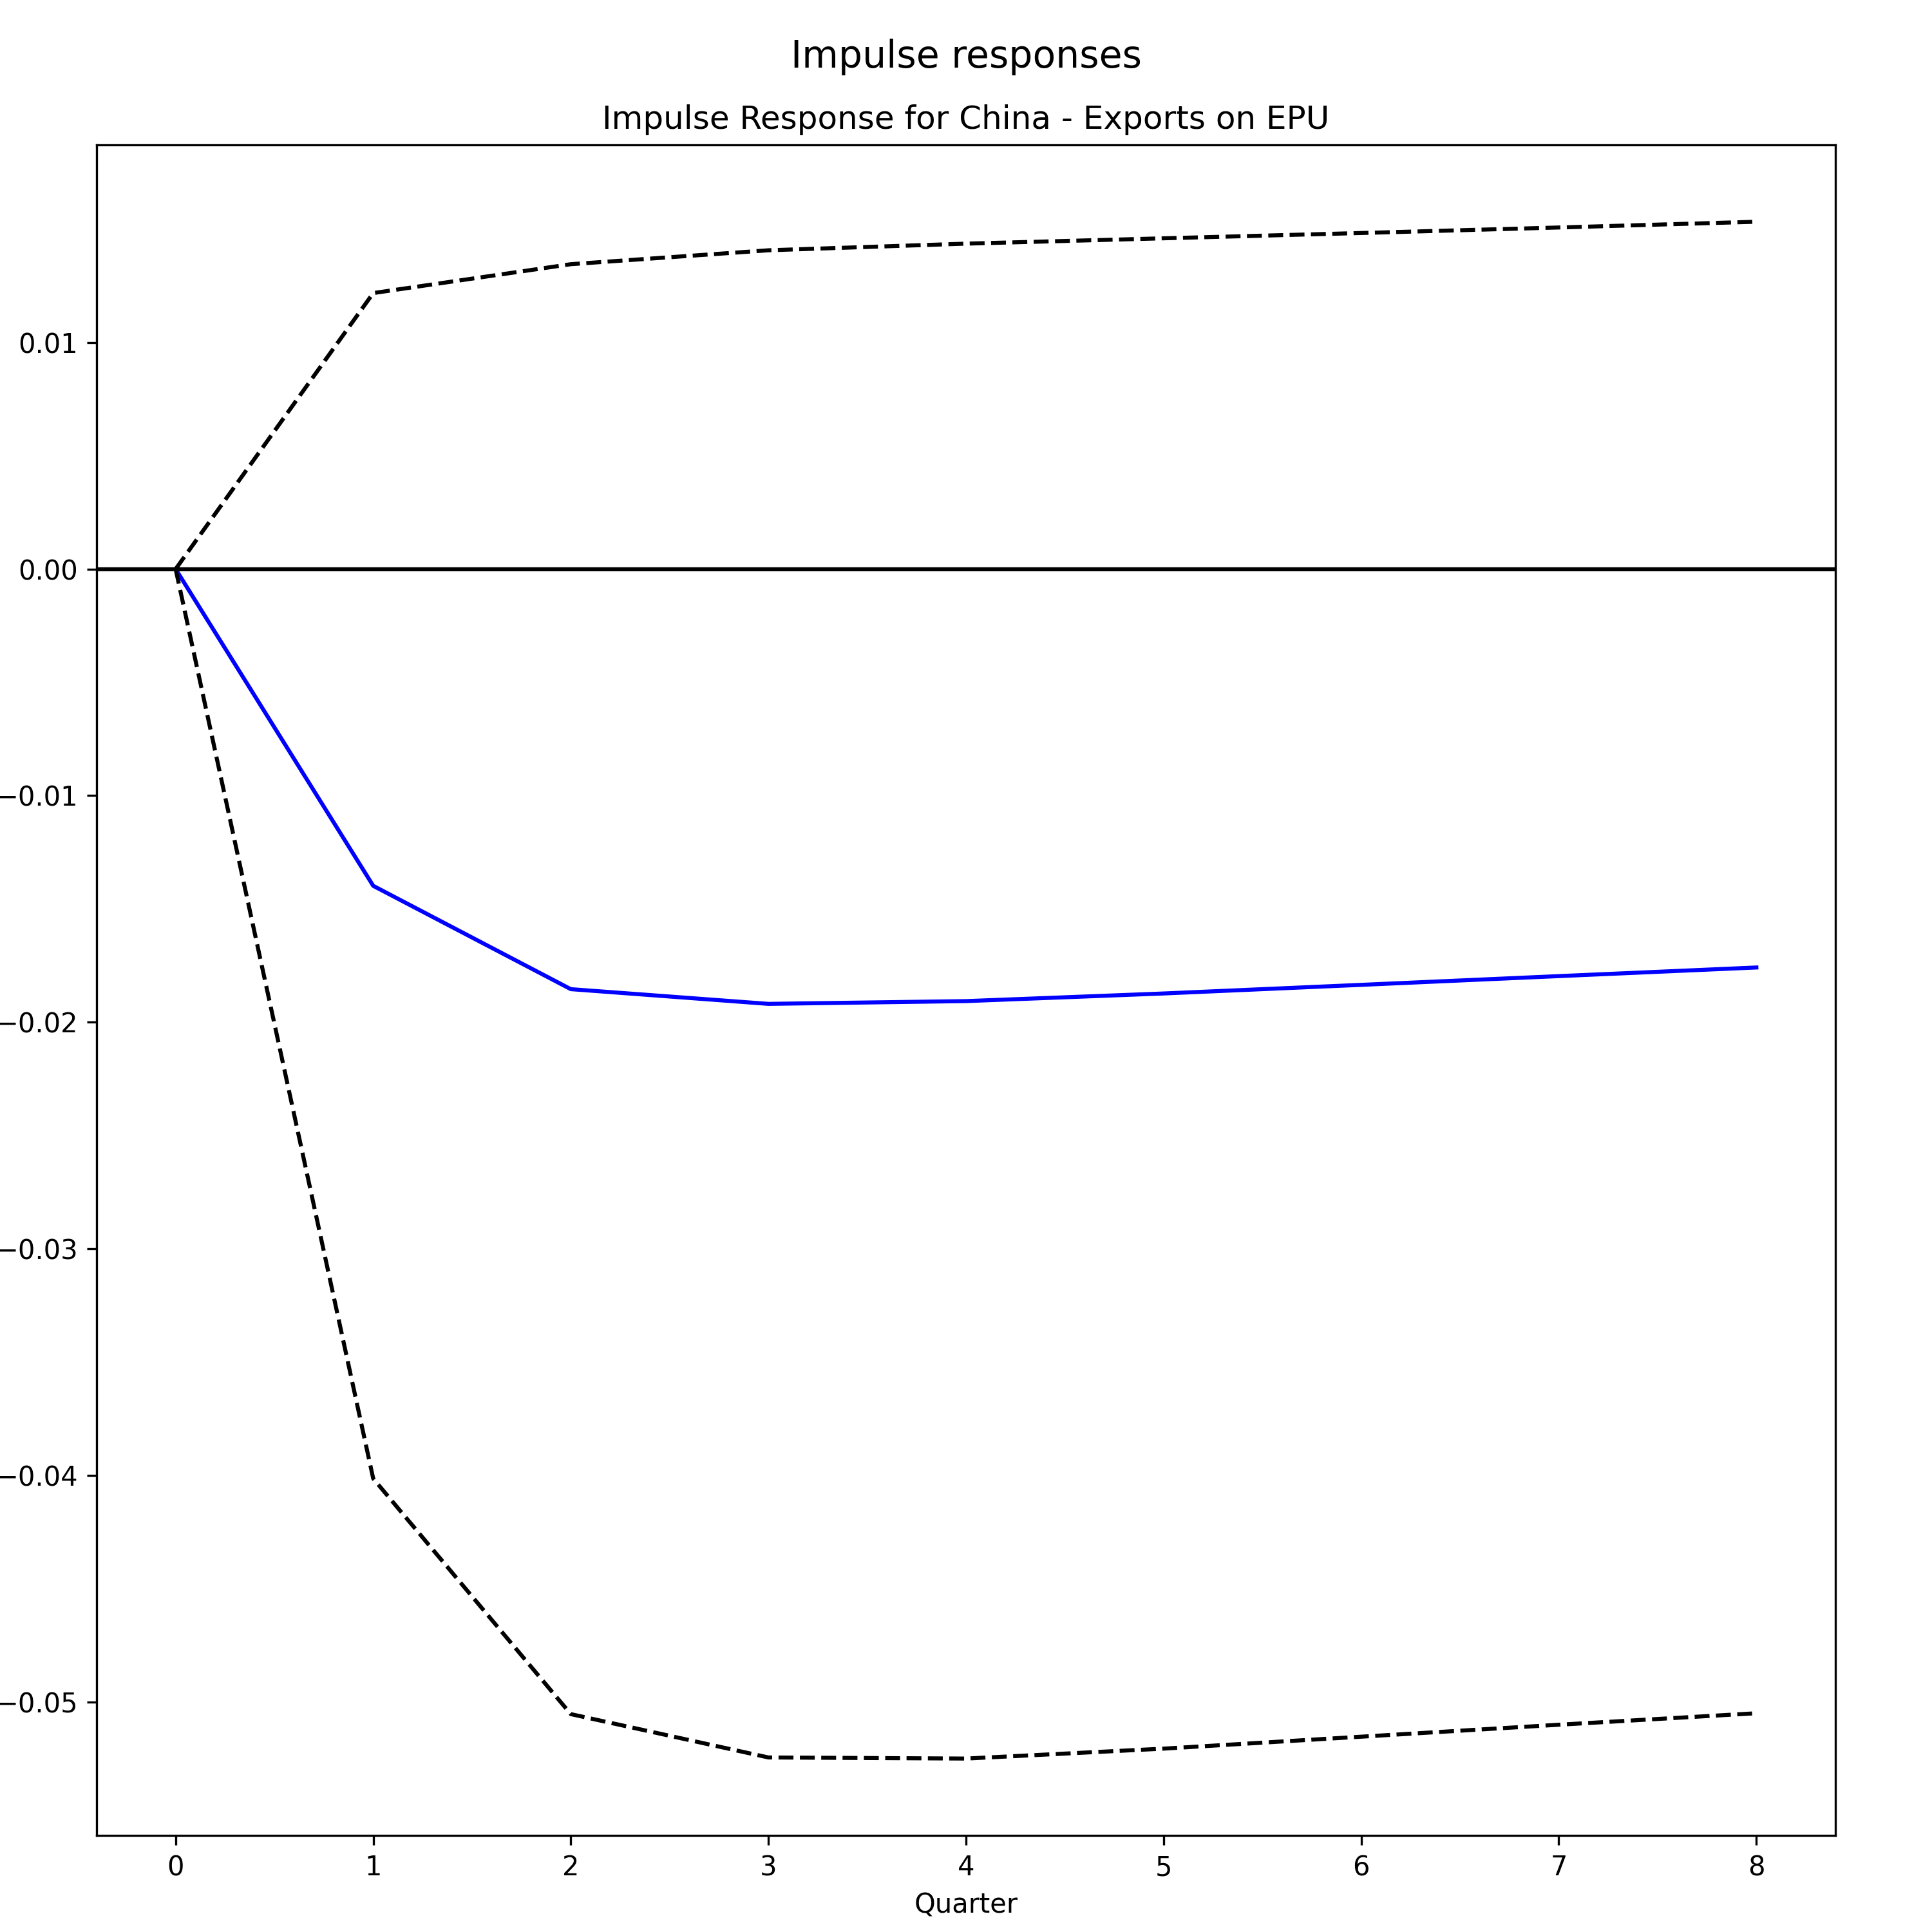 Impulse responses
Impulse Response for China - Exports on EPU
0.01
0.00
−0.01
−0.02
−0.03
−0.04
−0.05
0 1 2 3 4 5 6 7 8
Quarter